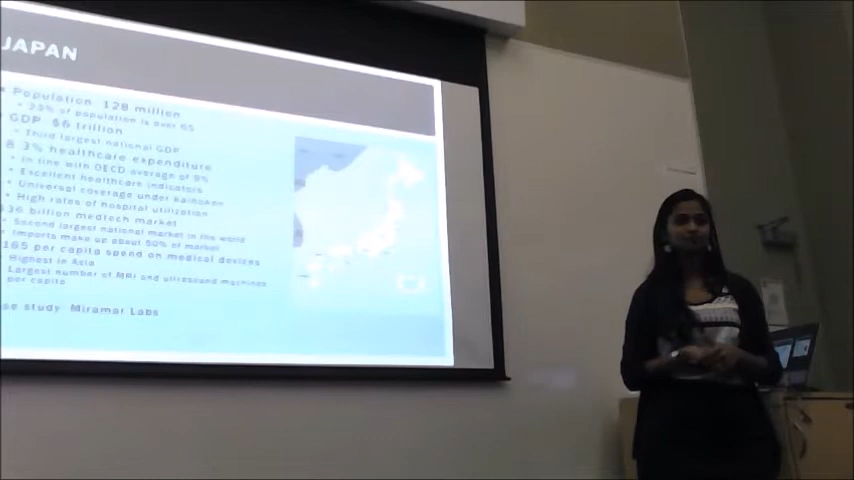 JAPAN
Population 128 million
23% of population is over 65
GDP $6 trillion
Third largest national GDP
8.3% healthcare expenditure
In line with OECD average of 9%
Excellent healthcare indicators
Universal coverage under kaihoken
High rates of hospital utilization
36 billion medtech market
Second largest national market in the world
Imports make up about 50% of market
165 per capita spend on medical devices
Highest in Asia
Largest number of MRI and ultrasound machines
per capita
se study: Miramar Labs